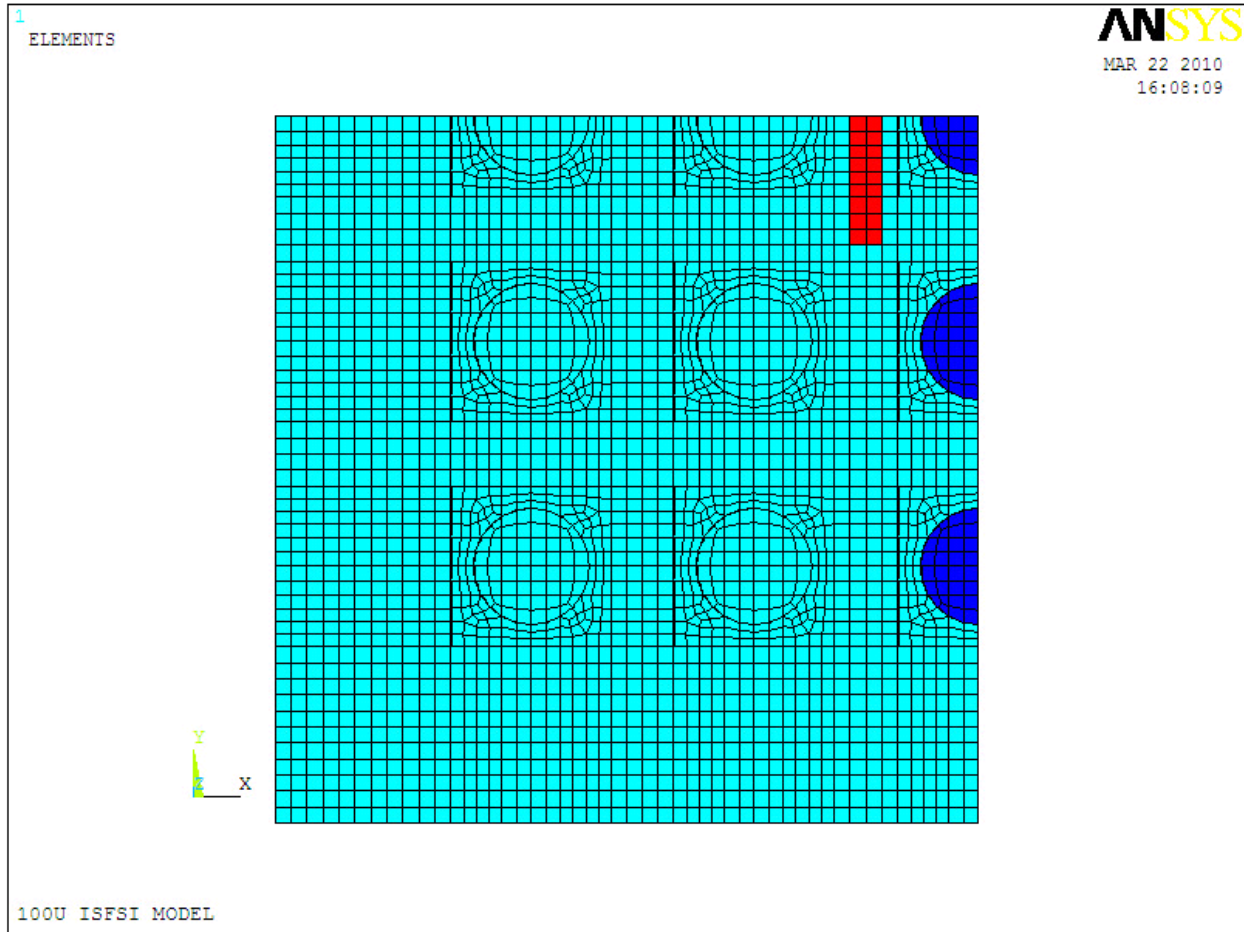 1
ELEMENTS
ANSYS
MAR 22 2010
16:08:09
Y
Z
X
100U ISFSI MODEL